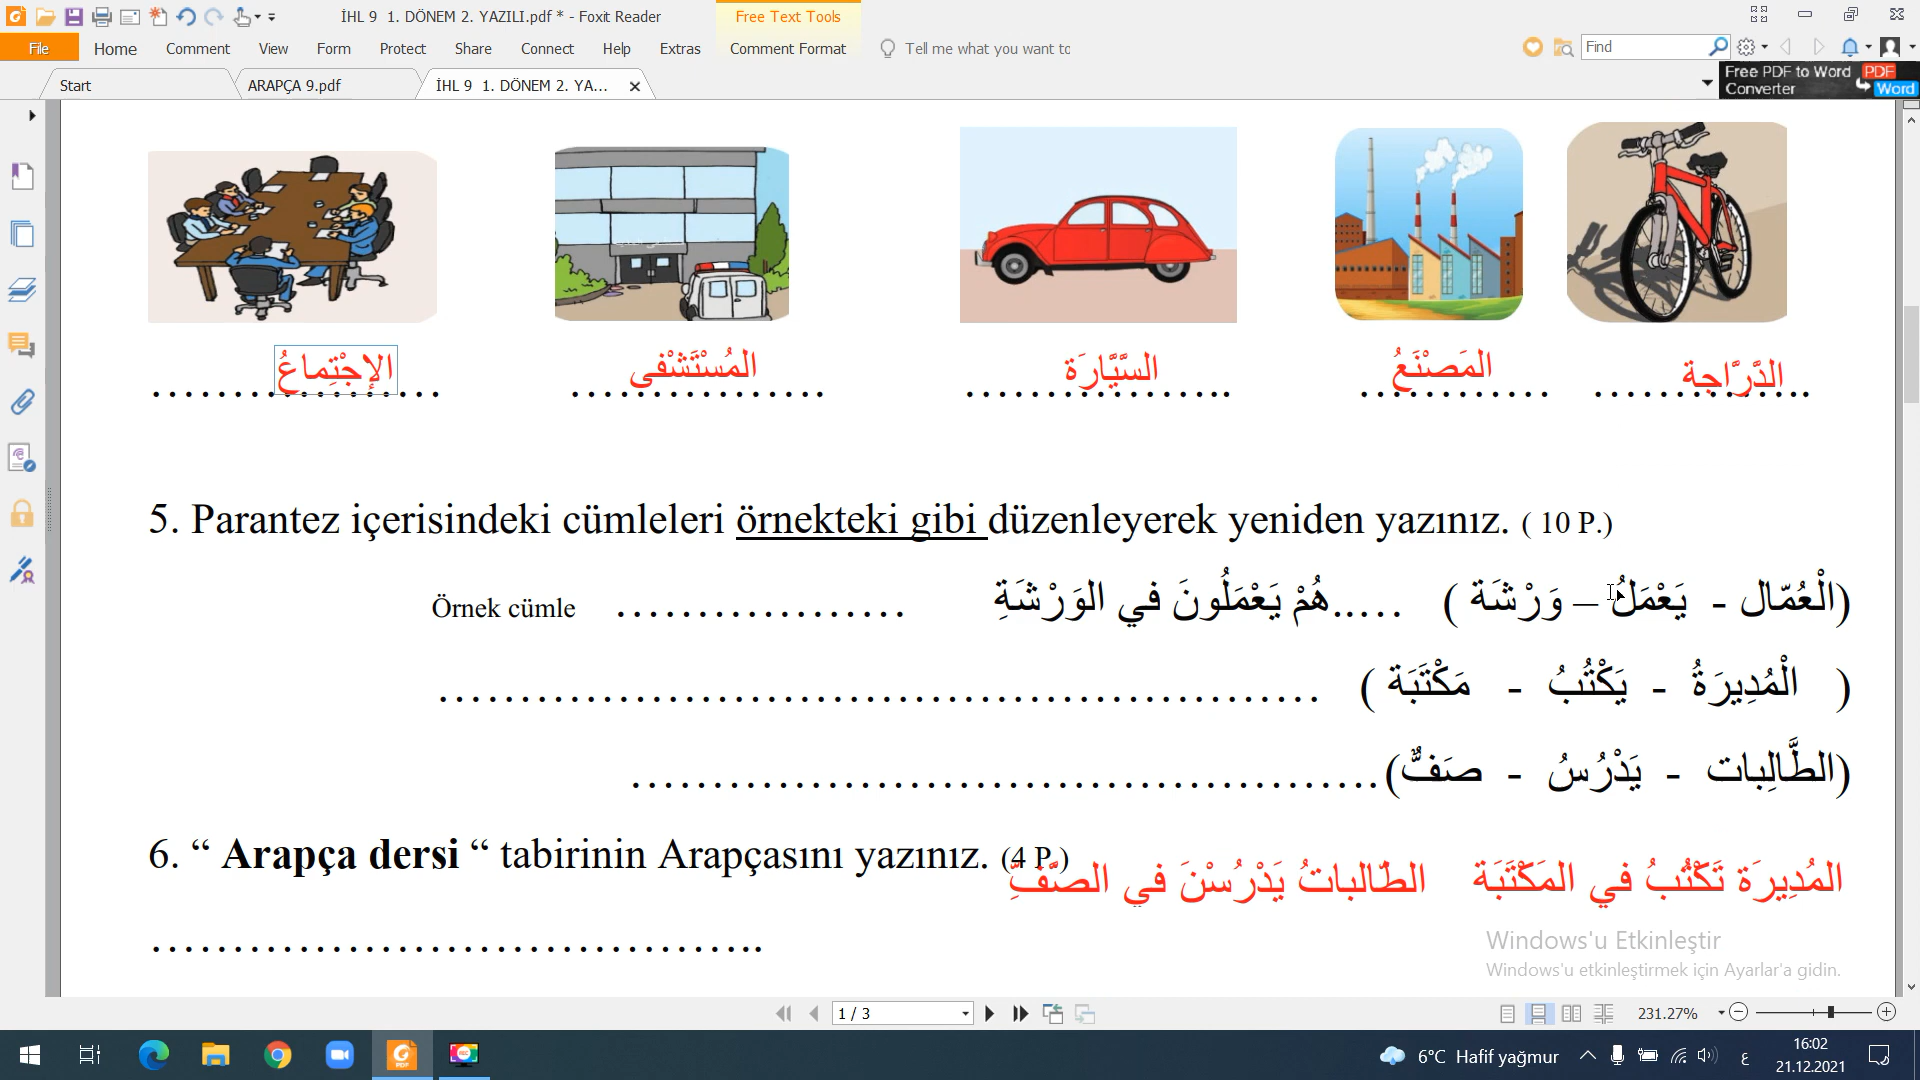 İHL 9 1. DÖNEM 2. YAZILI.pdf * - Foxit Reader
Free Text Tools
File Home Comment View Form Protect Share Connect Help Extras Comment Format Tell me what you want to
Find
Start ARAPÇA 9.pdf İHL 9 1. DÖNEM 2. YA...
Free PDF to Word Converter PDF Word
الدَّرَّاجة
المَصْنَعُ
السَّيَّارَة
المُسْتَشْفى
الإجْتِماعُ
5. Parantez içerisindeki cümleleri örnekteki gibi düzenleyerek yeniden yazınız. ( 10 P.)
(الْعُمّال - يَعْمَلُ – وَرْشَة ) .....هُمْ يَعْمَلُونَ في الوَرْشَةِ .................. Örnek cümle
( الْمُدِيرَةُ - يَكْتُبُ - مَكْتَبَة ) ......................................................
(الطَّالِبات - يَدْرُسُ - صَفٌّ)..............................................
6. “ Arapça dersi “ tabirinin Arapçasını yazınız. (4 P.)
المُدِيرَة تَكْتُبُ في المَكْتَبَة الطّالباتُ يَدْرُسْنَ في الصَّفِّ
......................................
Windows'u Etkinleştir
Windows'u etkinleştirmek için Ayarlar'a gidin.
1 / 3
231.27%
6°C Hafif yağmur
ع
16:02
21.12.2021